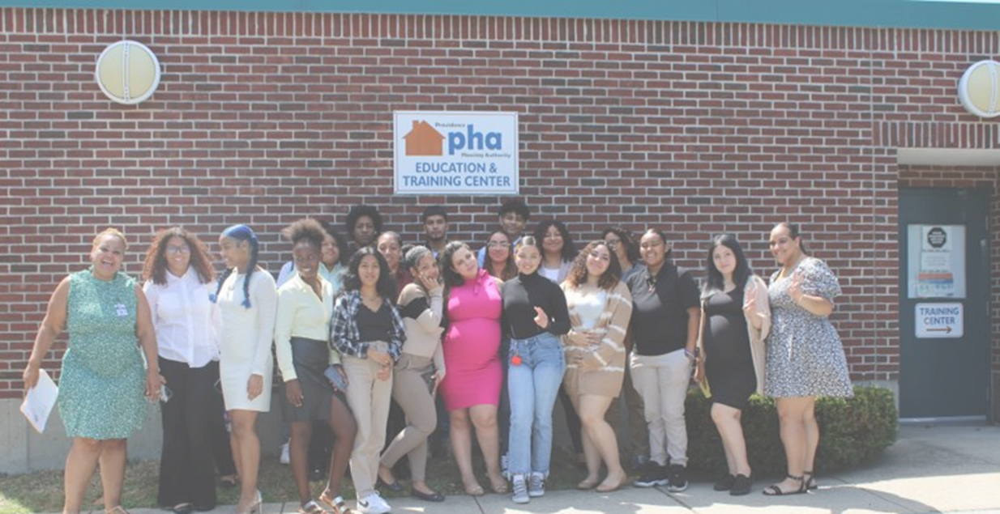 Providence
pha
Housing Authority
EDUCATION &
TRAINING CENTER
TRAINING
CENTER